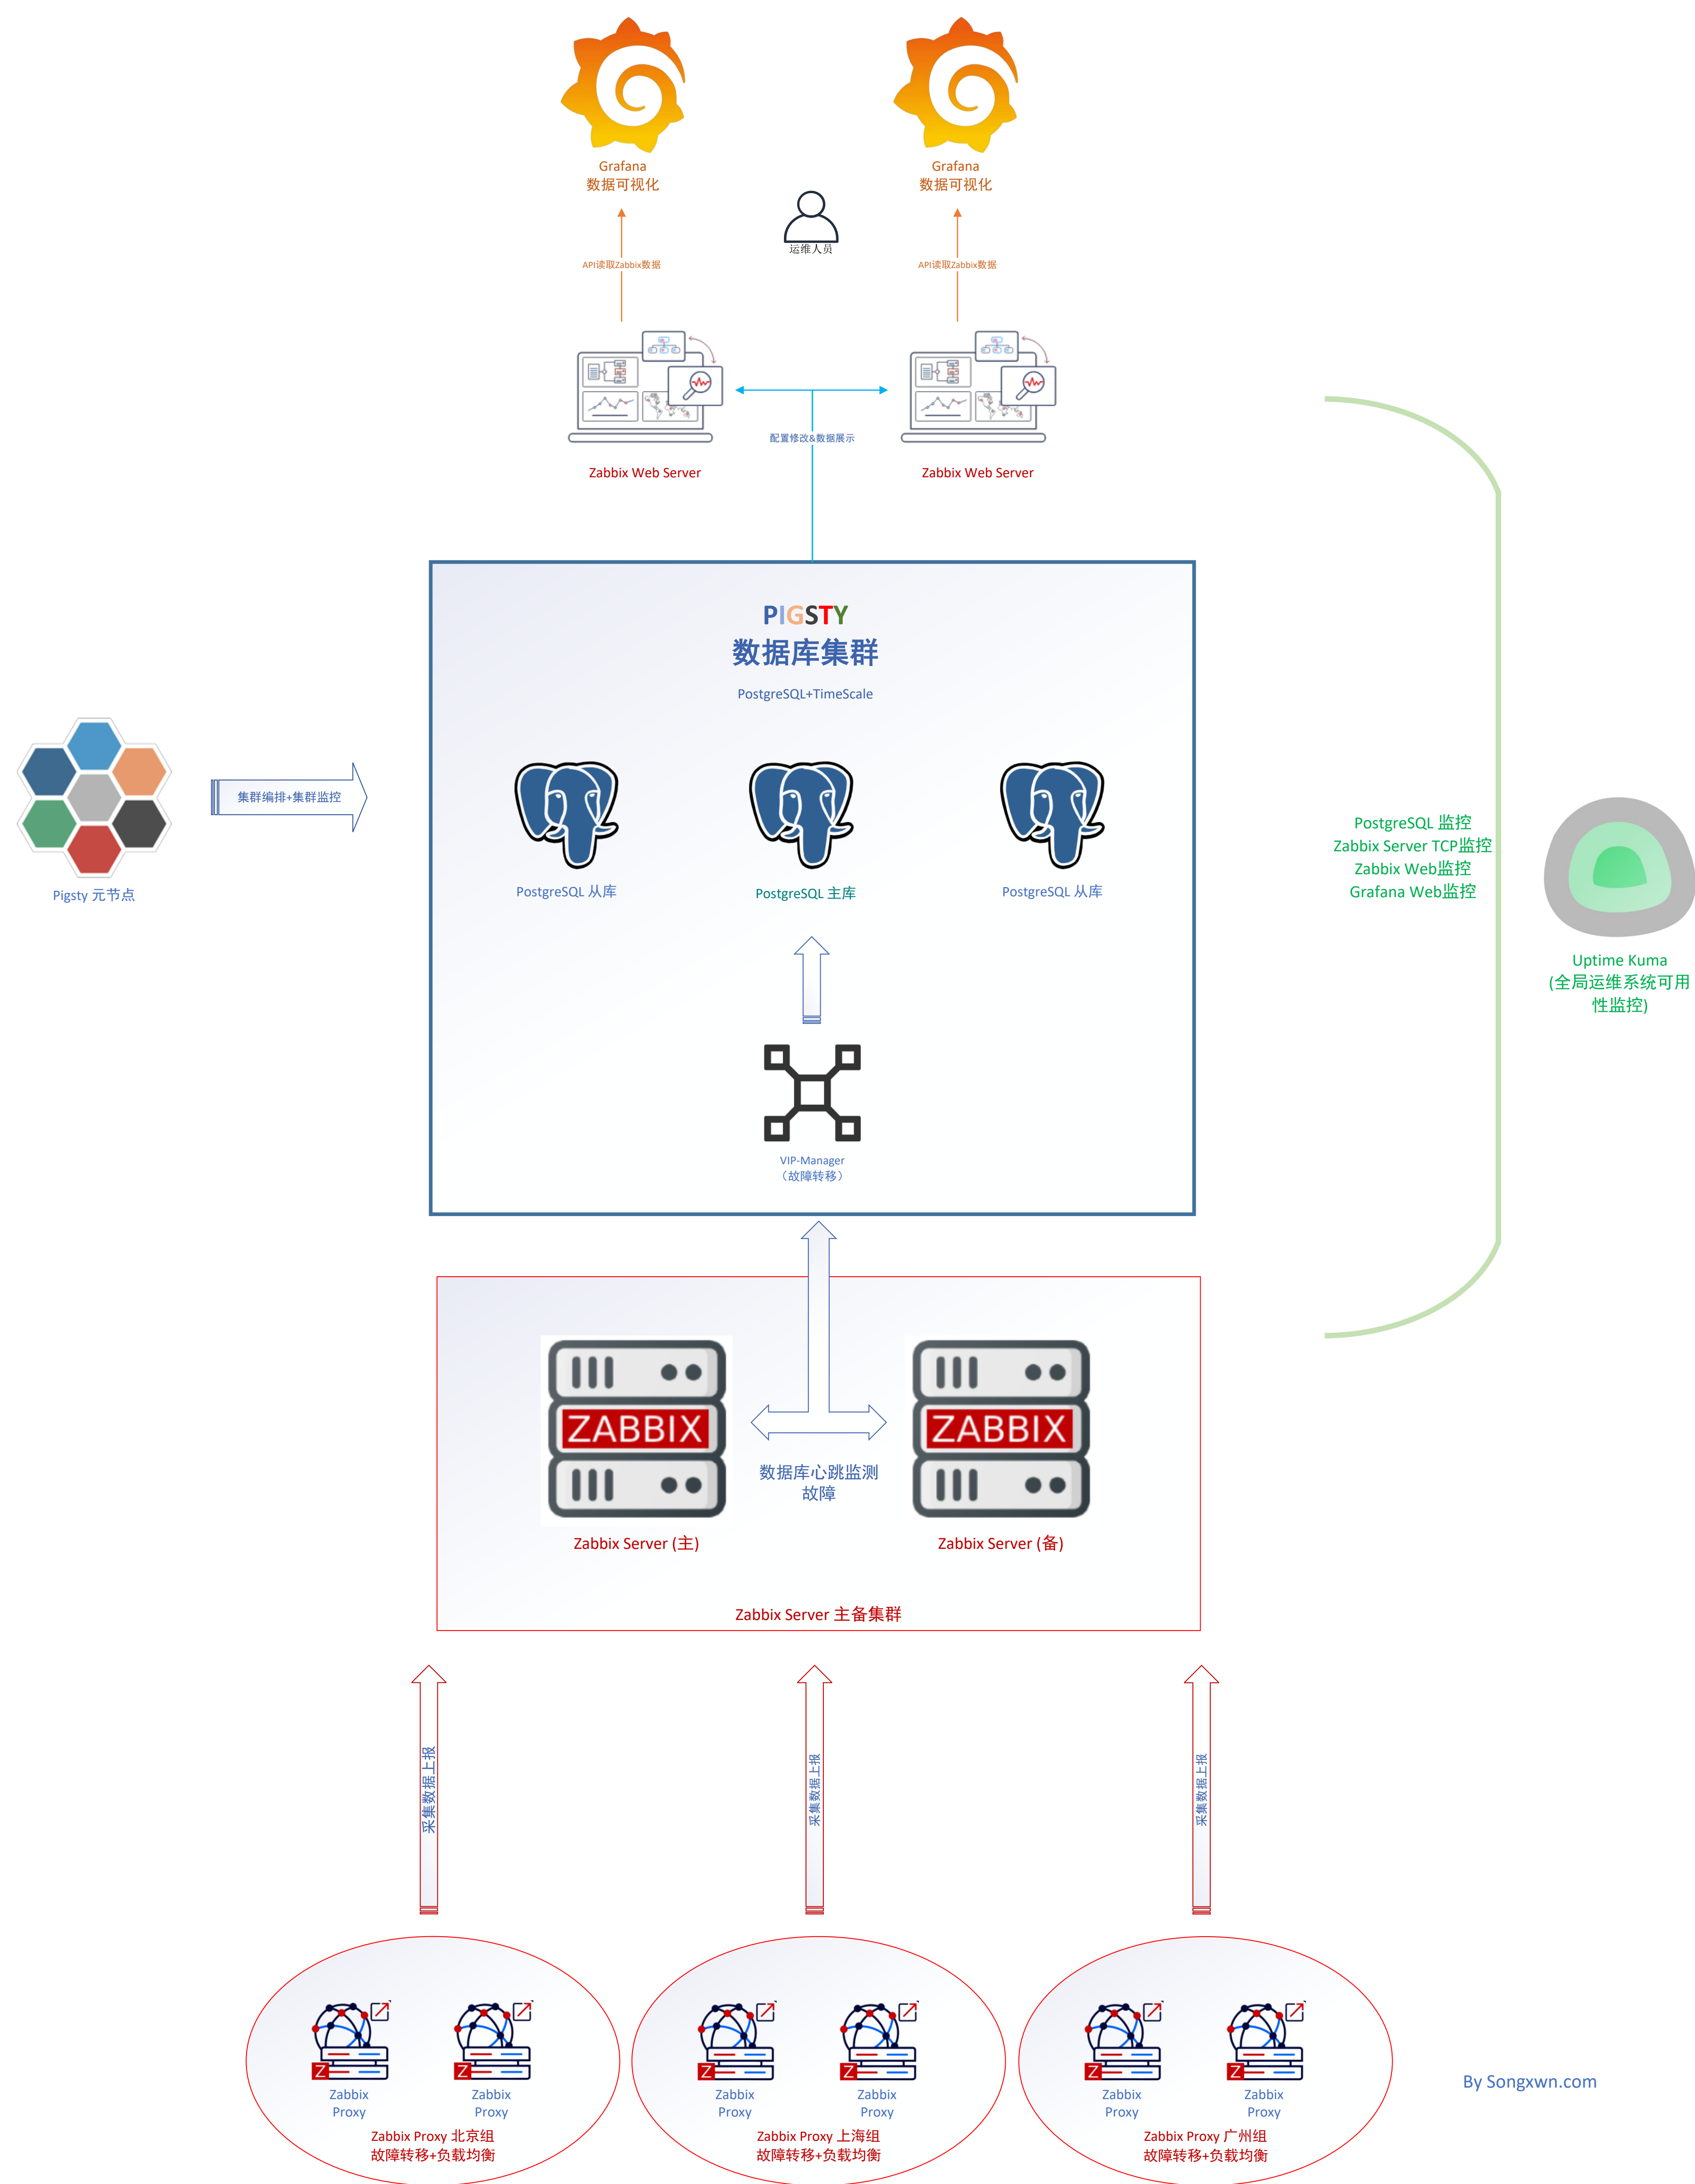 Grafana
数据可视化
Grafana
数据可视化
运维人员
API读取Zabbix数据
API读取Zabbix数据
配置修改&数据展示
Zabbix Web Server
Zabbix Web Server
PIGSTY
数据库集群
PostgreSQL+TimeScale
集群编排+集群监控
Pigsty 元节点
PostgreSQL 从库
PostgreSQL 主库
PostgreSQL 从库
PostgreSQL 监控
Zabbix Server TCP监控
Zabbix Web监控
Grafana Web监控
Uptime Kuma
(全局运维系统可用
性监控)
VIP-Manager
（故障转移）
ZABBIX
ZABBIX
数据库心跳监测
故障
Zabbix Server (主)
Zabbix Server (备)
Zabbix Server 主备集群
采集数据上报
采集数据上报
采集数据上报
Z
Z
Z
Z
Z
Z
Zabbix
Proxy
Zabbix
Proxy
Zabbix Proxy 北京组
故障转移+负载均衡
Zabbix
Proxy
Zabbix
Proxy
Zabbix Proxy 上海组
故障转移+负载均衡
Zabbix
Proxy
Zabbix
Proxy
Zabbix Proxy 广州组
故障转移+负载均衡
By Songxwn.com